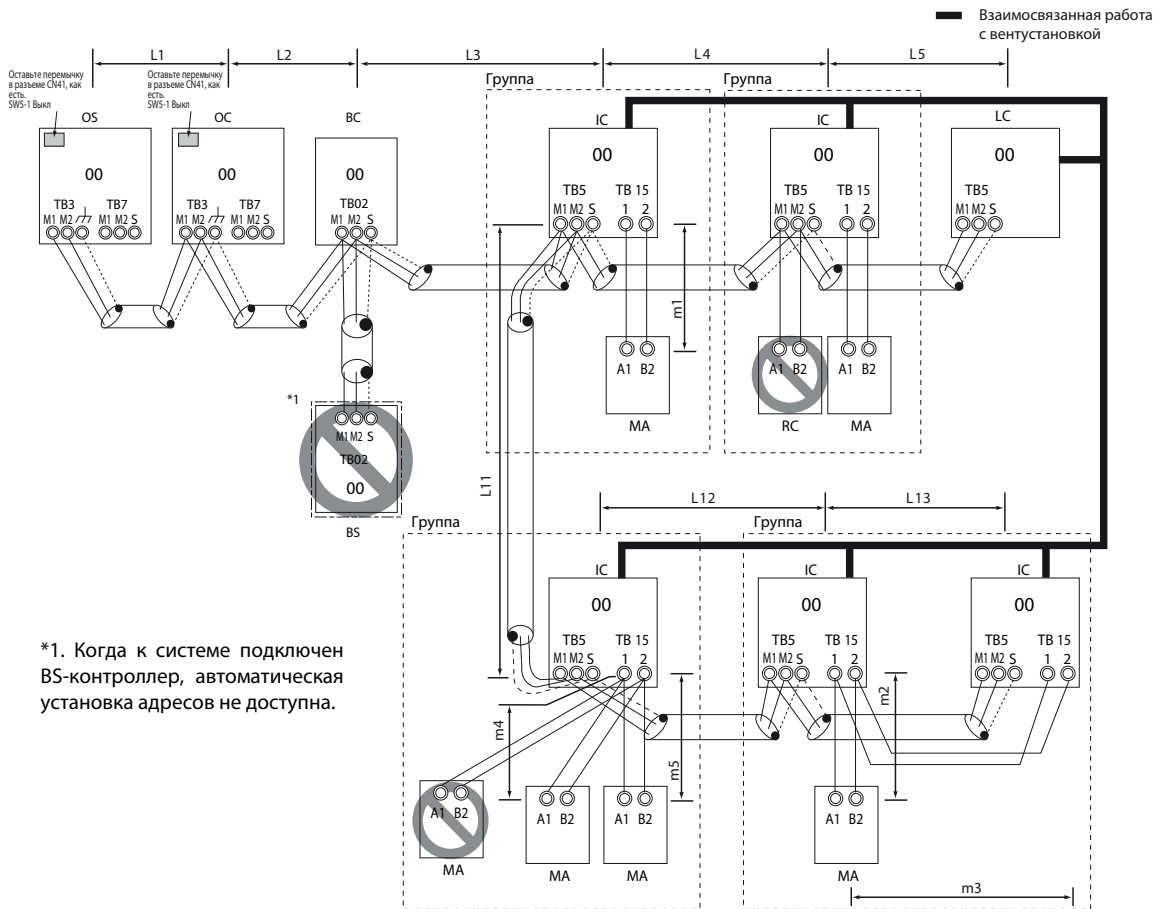 Взаимосвязанная работа
с вентустановкой
L1 L2 L3 L4 L5
Оставьте перемычку
в разъеме CN41, как
есть.
SW5-1 Выкл
Оставьте перемычку
в разъеме CN41, как
есть.
SW5-1 Выкл
Группа Группа
OS OC BC IC IC LC
00 00 00 00 00 00
TB3 TB7 TB3 TB7 TB02 TB5 TB 15 TB5 TB 15 TB5
M1 M2 M1 M2 S M1 M2 M1 M2 S M1 M2 S M1 M2 S 1 2 M1 M2 S 1 2 M1 M2 S
m1
A1 B2 A1 B2 A1 B2
MA RC MA
*1
M1 M2 S
TB02
00
BS
L11
L12 L13
Группа Группа
IC IC IC
00 00 00
TB5 TB 15 TB5 TB 15 TB5 TB 15
M1 M2 S 1 2 M1 M2 S 1 2 M1 M2 S 1 2
*1. Когда к системе подключен
BS-контроллер, автоматическая
установка адресов не доступна.
m4 m5 m2
A1 B2 A1 B2 A1 B2 A1 B2
MA MA MA MA
m3